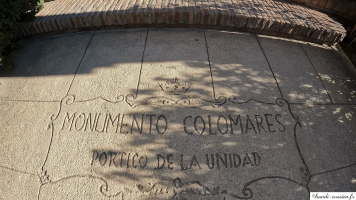 MONUMENTO COLOMARES
PORTICO DE LA UNIDAD